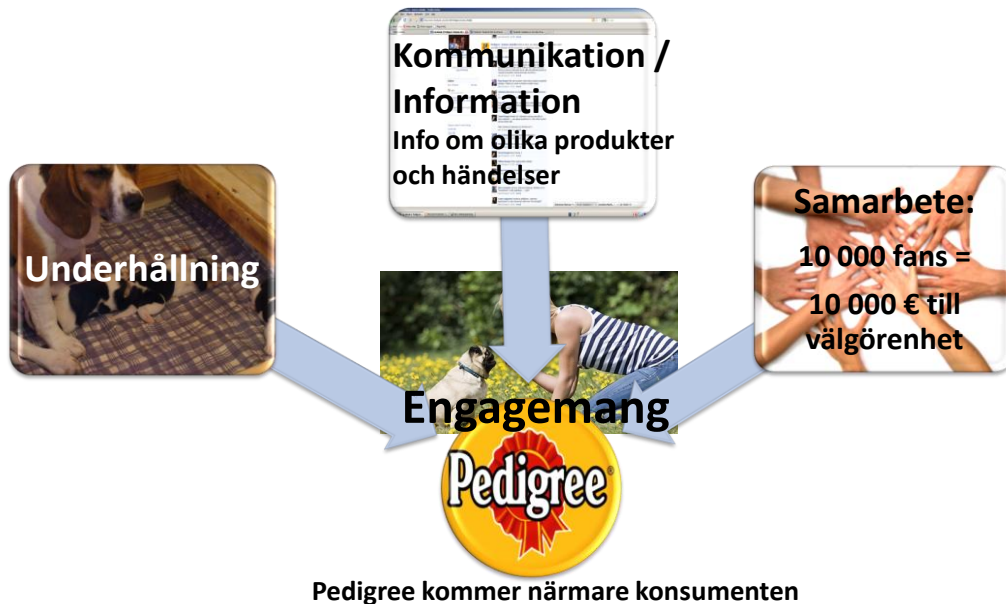 Kommunikation /
Information
Info om olika produkter
och händelser
Underhållning
Samarbete:
10 000 fans =
10 000 € till
välgörenhet
Engagemang
Pedigree®
Pedigree kommer närmare konsumenten